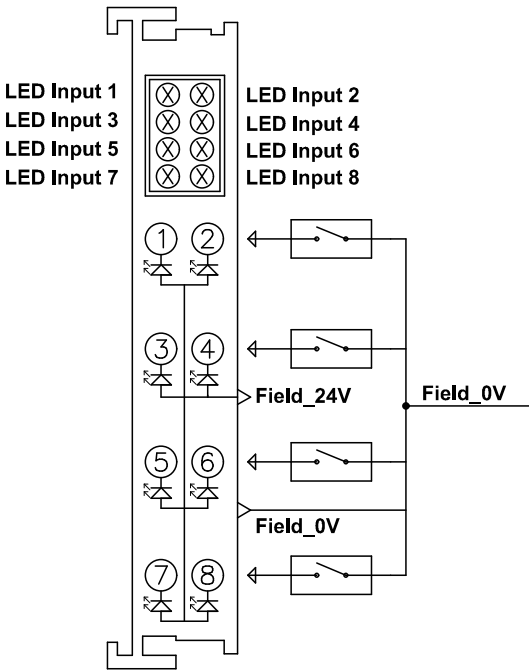 LED Input 1 LED Input 2
LED Input 3 LED Input 4
LED Input 5 LED Input 6
LED Input 7 LED Input 8
1 2
3 4
Field_24V Field_0V
5 6
Field_0V
7 8